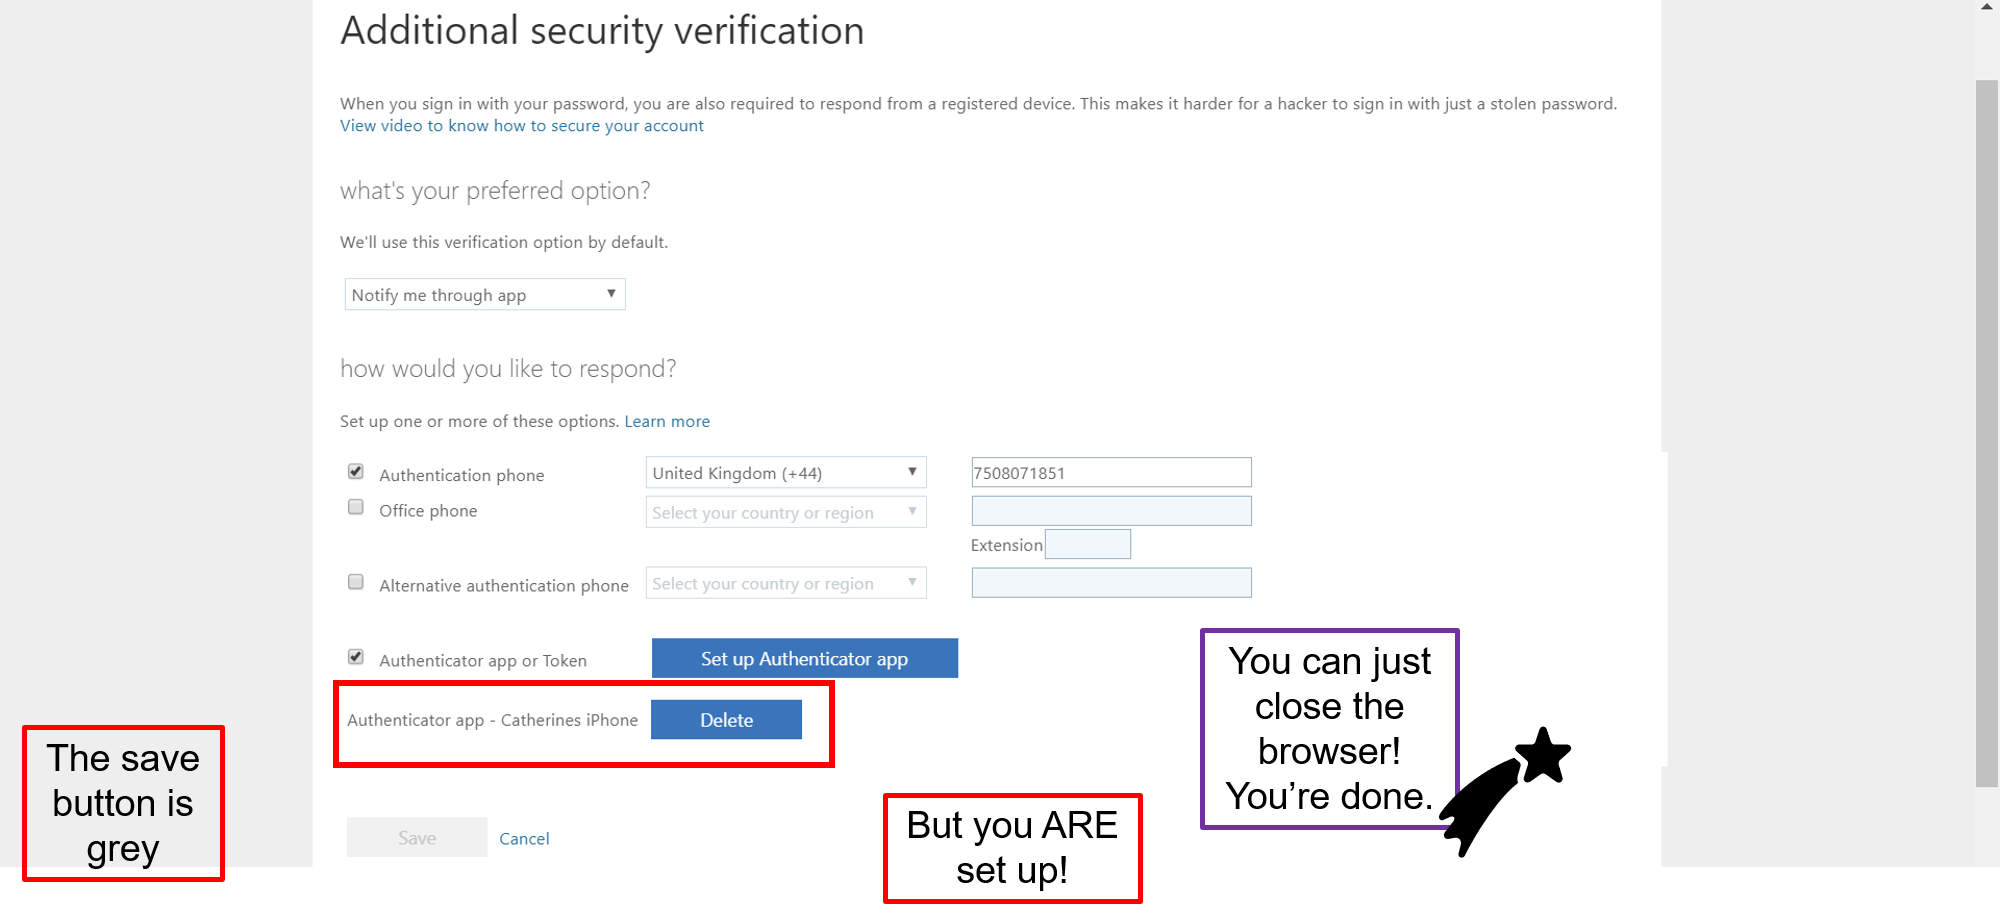 Additional security verification
When you sign in with your password, you are also required to respond from a registered device. This makes it harder for a hacker to sign in with just a stolen password.
View video to know how to secure your account
what's your preferred option?
We'll use this verification option by default.
Notify me through app
how would you like to respond?
Set up one or more of these options. Learn more
Authentication phone United Kingdom (+44) 7508071851
Office phone Select your country or region
Extension
Alternative authentication phone Select your country or region
Authenticator app or Token Set up Authenticator app
Authenticator app - Catherines iPhone Delete
Save Cancel
The save
button is
grey
But you ARE
set up!
You can just
close the
browser!
You’re done.